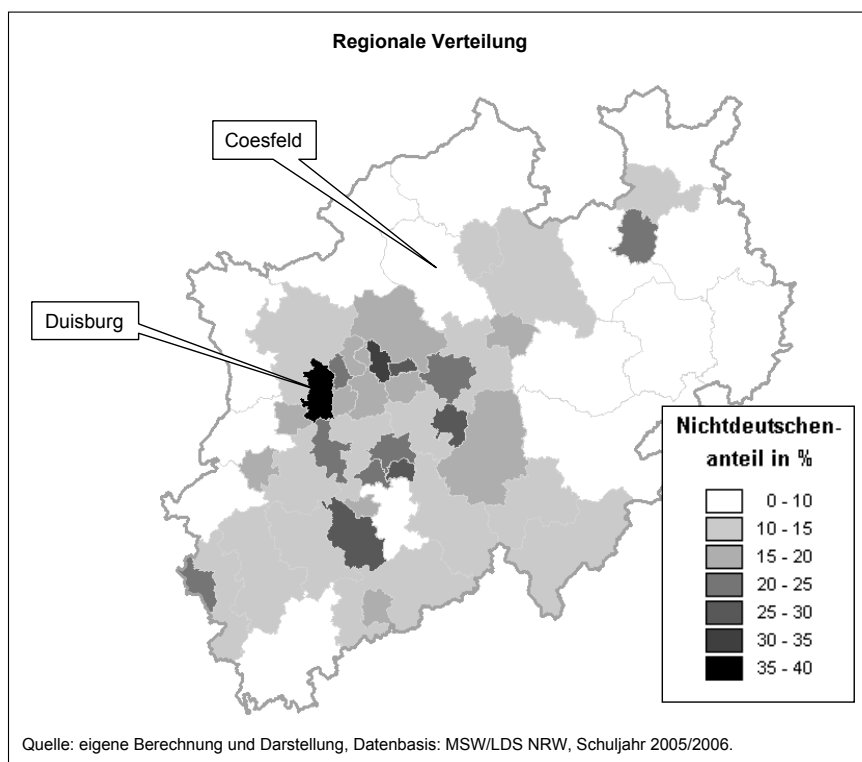 Regionale Verteilung
Coesfeld
Duisburg
Nichtdeutschen-
anteil in %
0 - 10
10 - 15
15 - 20
20 - 25
25 - 30
30 - 35
35 - 40
Quelle: eigene Berechnung und Darstellung, Datenbasis: MSW/LDS NRW, Schuljahr 2005/2006.